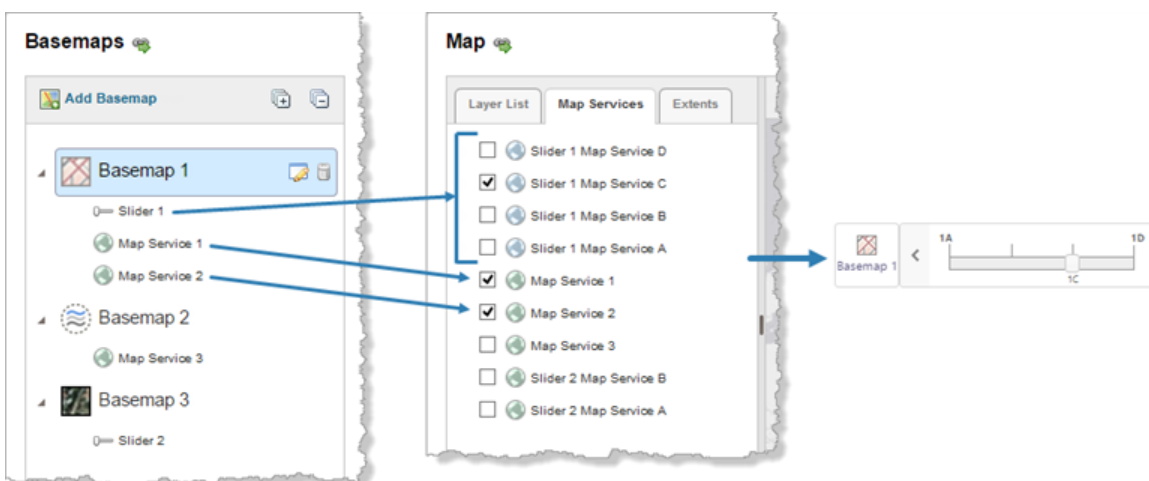 Basemaps
Add Basemap
Basemap 1
Slider 1
Map Service 1
Map Service 2
Basemap 2
Map Service 3
Basemap 3
Slider 2
Map
Layer List Map Services Extents
Slider 1 Map Service D
Slider 1 Map Service C
Slider 1 Map Service B
Slider 1 Map Service A
Map Service 1
Map Service 2
Map Service 3
Slider 2 Map Service B
Slider 2 Map Service A
Basemap 1
1A 1D
1C